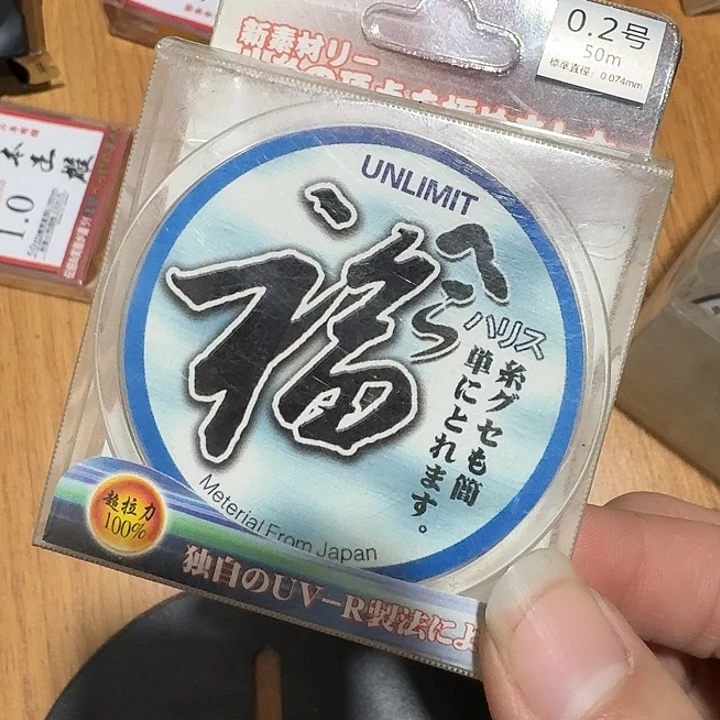 0.2号
50m
標準直径: 0.074mm
新素材リー
UNLIMIT
福
へら
ハリス
糸グセも簡
単にとれます。
Meterial From Japan
超拉力
100%
独自のUV-R製法によ
1.0